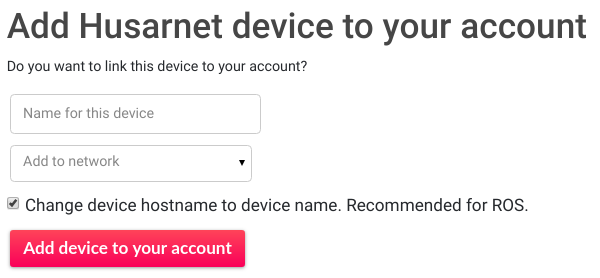 Add Husarnet device to your account
Do you want to link this device to your account?
Name for this device
Add to network
Change device hostname to device name. Recommended for ROS.
Add device to your account